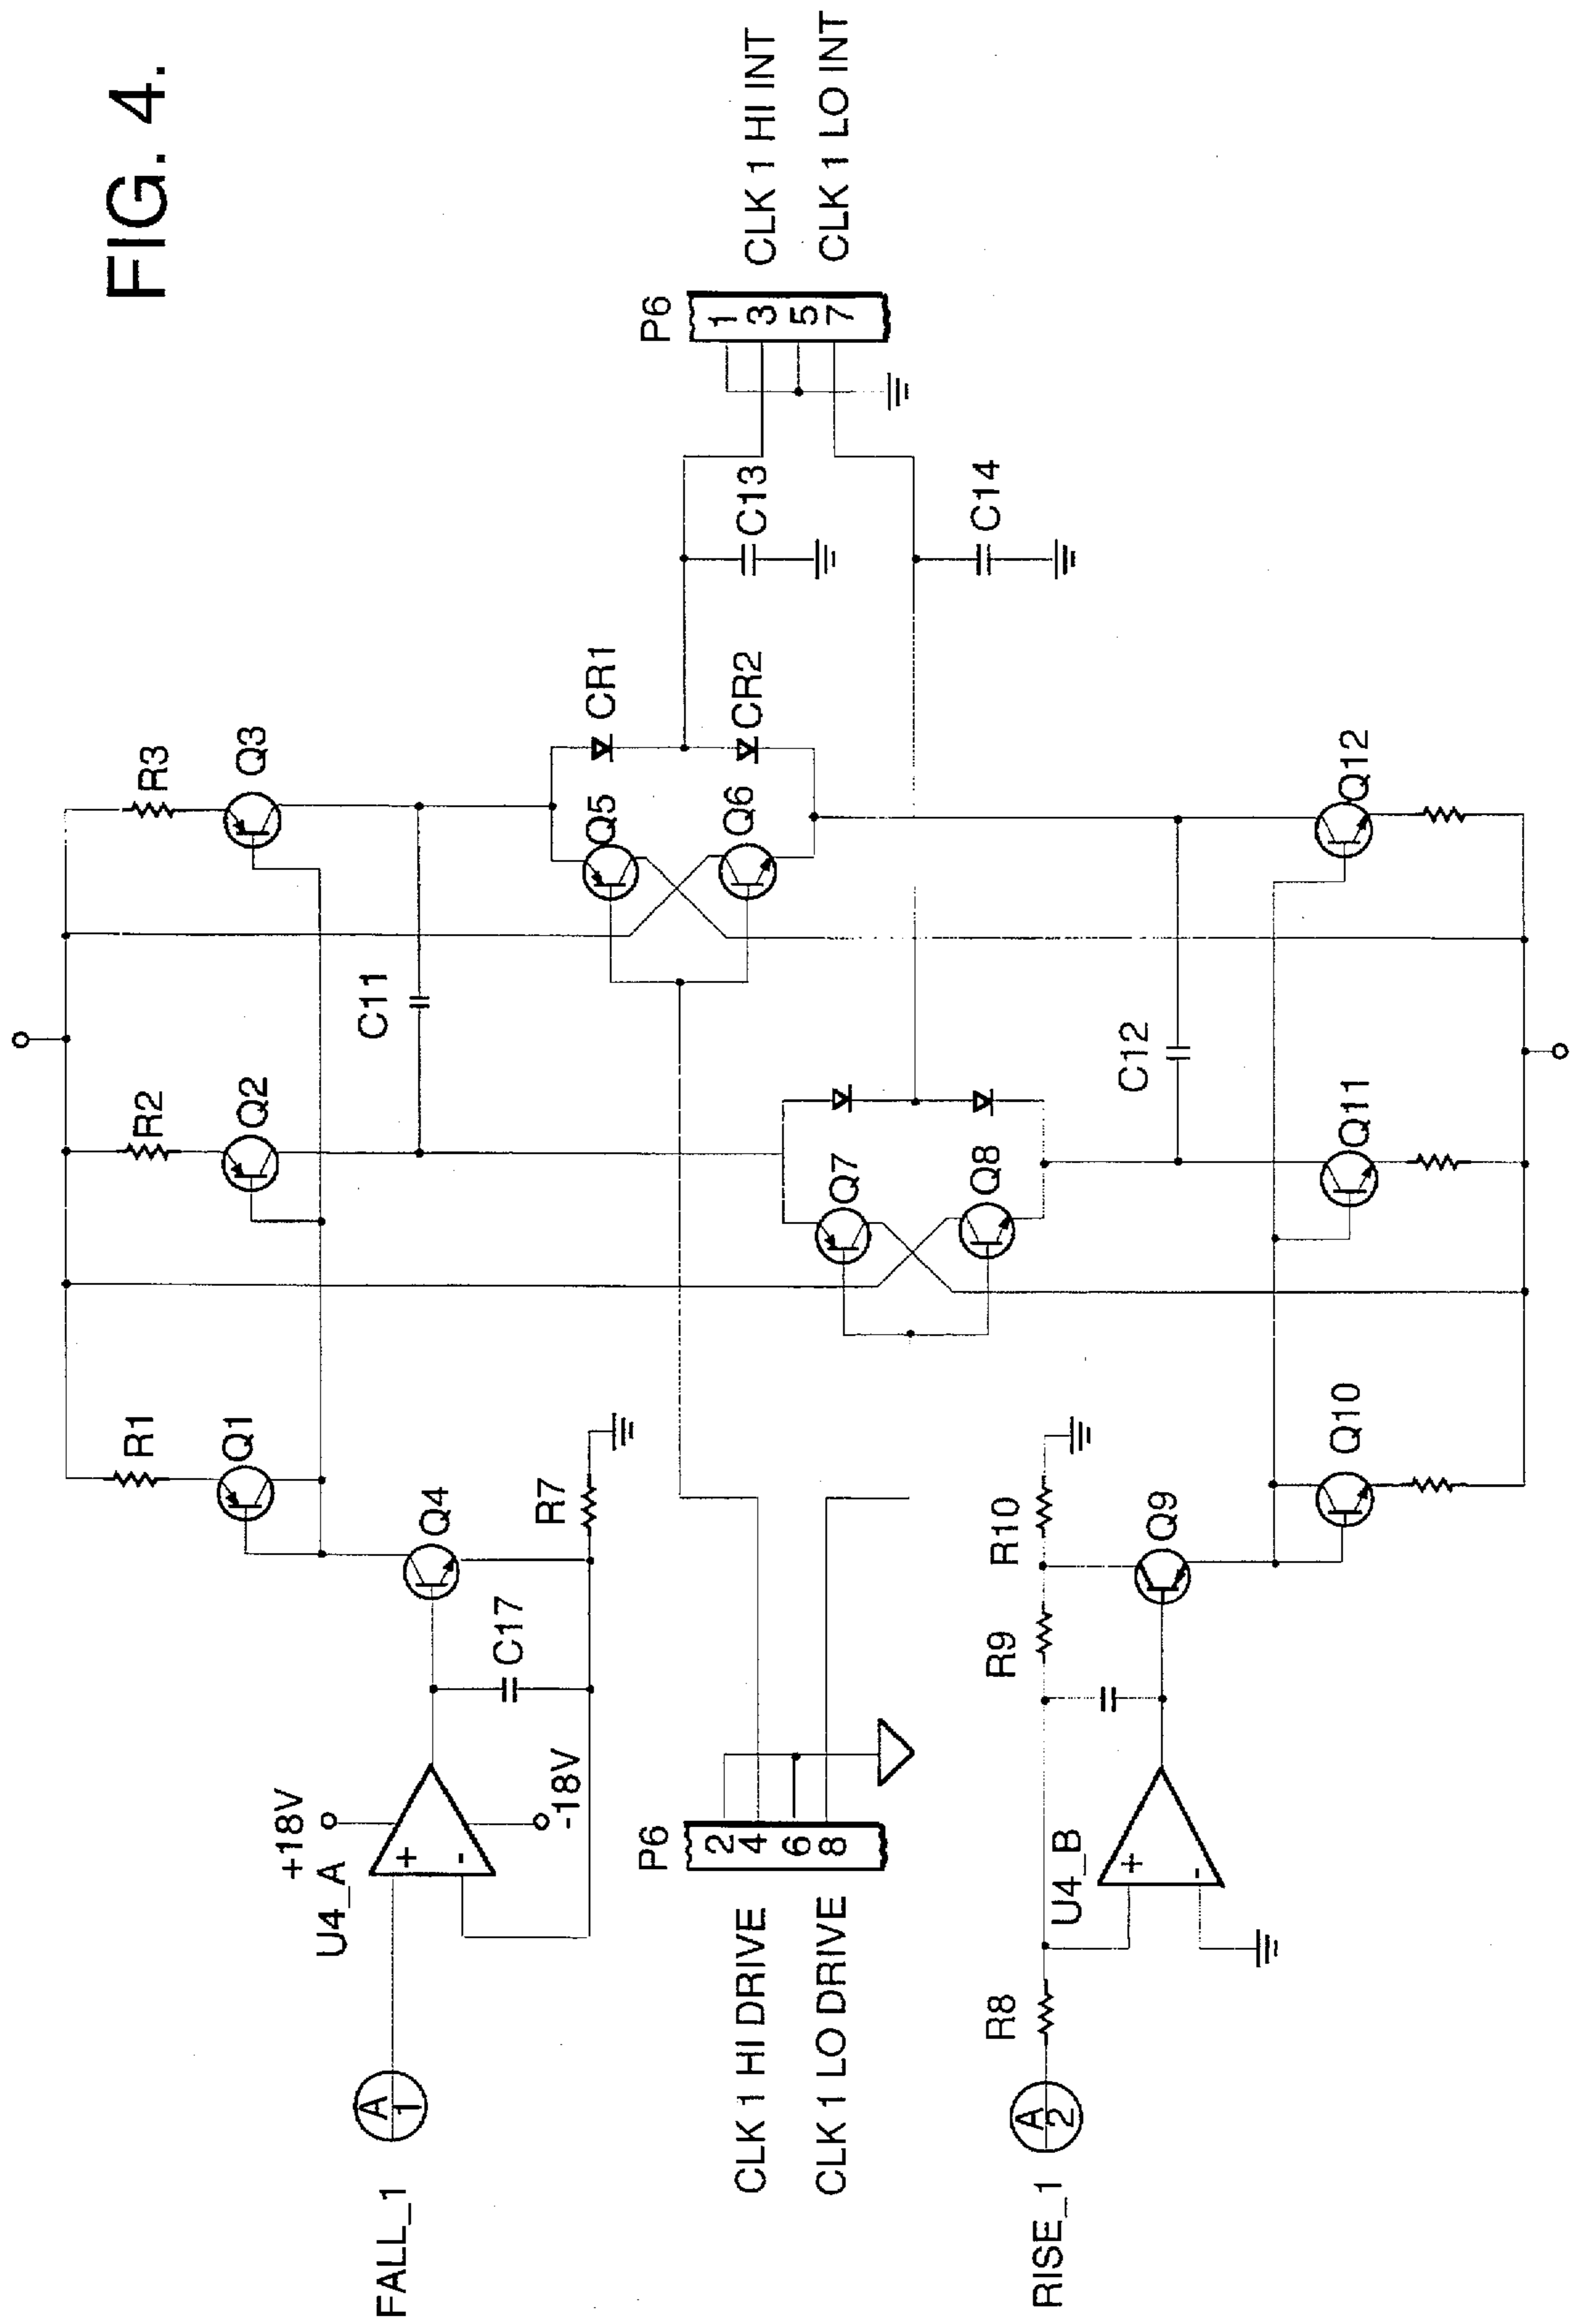 FIG. 4.
R1
R2
R3
Q1
Q2
Q3
+18V
U4_A
+
-
-18V
FALL_1
A
1
Q4
C17
R7
C11
Q5
CR1
Q6
CR2
P6
1
3
5
7
CLK 1 HI INT
CLK 1 LO INT
C13
C14
P6
2
4
6
8
CLK 1 HI DRIVE
CLK 1 LO DRIVE
Q7
Q8
C12
RISE_1
A
2
R8
U4_B
+
-
R9
R10
Q9
Q10
Q11
Q12